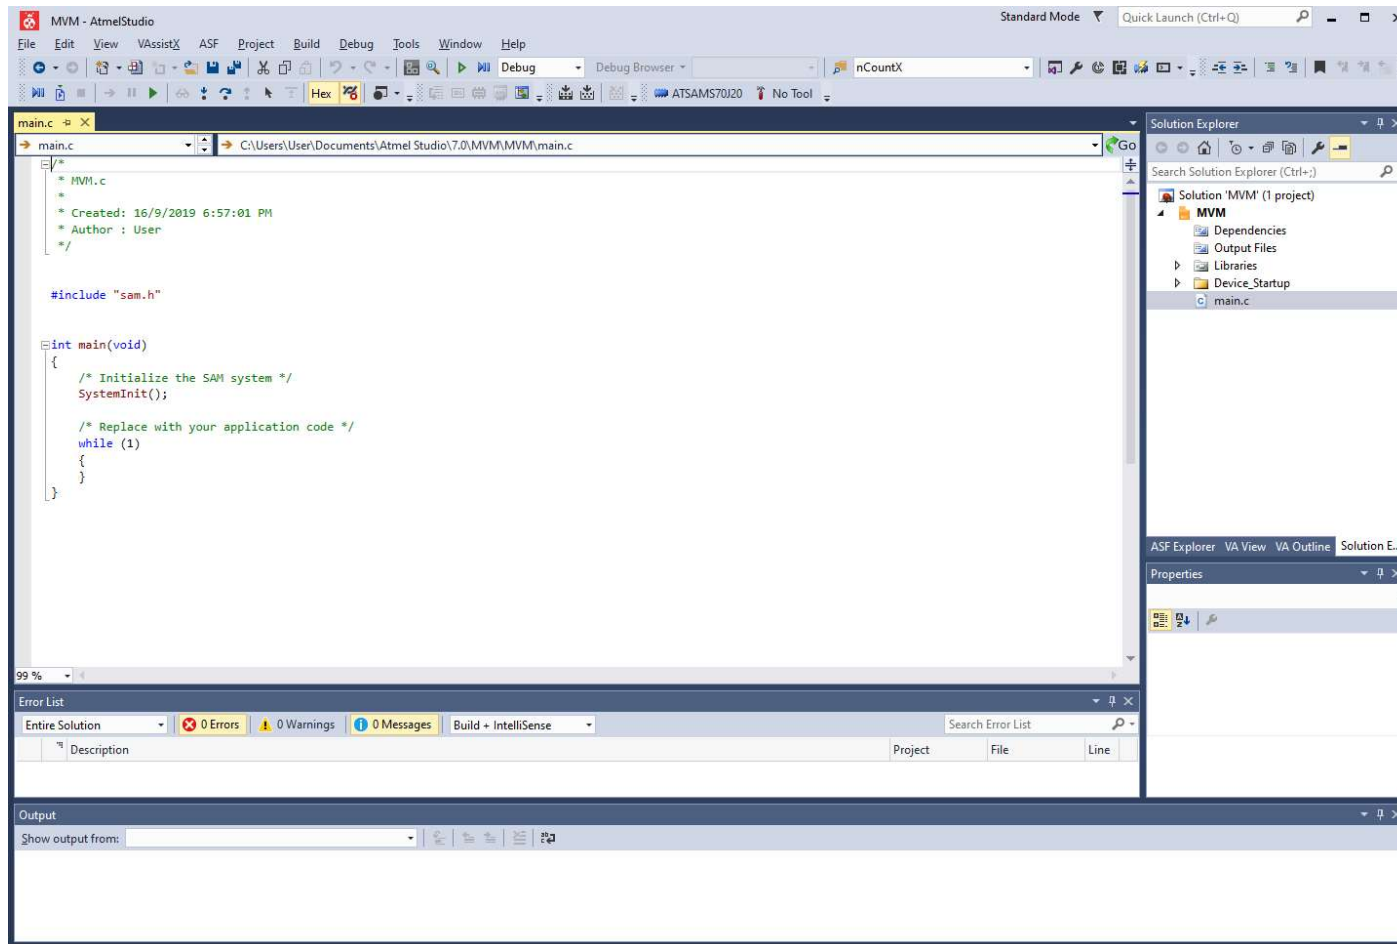 MVM - AtmelStudio
Standard Mode
Quick Launch (Ctrl+Q)
File Edit View VAssistX ASF Project Build Debug Tools Window Help
Debug
Debug Browser
nCountX
Hex
ATSAMS70J20
No Tool
main.c
main.c
C:\Users\User\Documents\Atmel Studio\7.0\MVM\MVM\main.c
Go
/*
* MVM.c
*
* Created: 16/9/2019 6:57:01 PM
* Author : User
*/
#include "sam.h"
int main(void)
{
/* Initialize the SAM system */
SystemInit();
/* Replace with your application code */
while (1)
{
}
}
99 %
Solution Explorer
Search Solution Explorer (Ctrl+;)
Solution 'MVM' (1 project)
MVM
Dependencies
Output Files
Libraries
Device_Startup
main.c
ASF Explorer VA View VA Outline Solution E...
Properties
Error List
Entire Solution 0 Errors 0 Warnings 0 Messages Build + IntelliSense Search Error List
Description Project File Line
Output
Show output from: